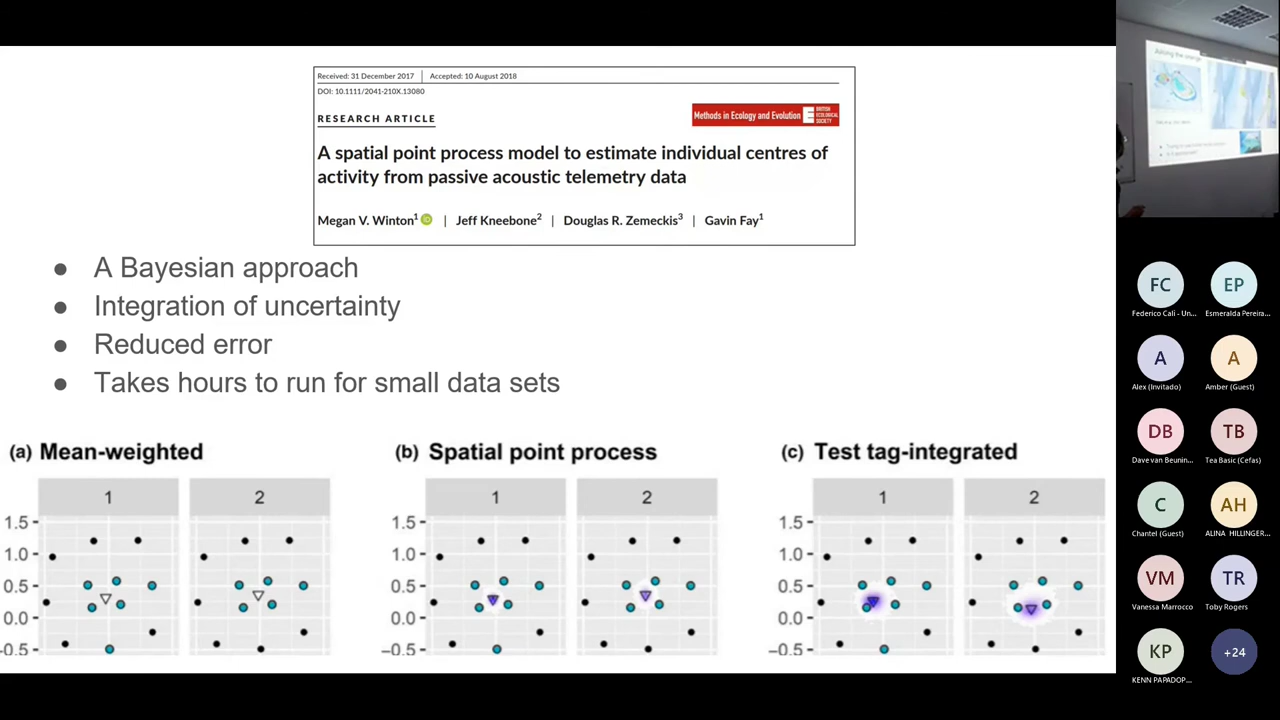 Received: 31 December 2017 | Accepted: 10 August 2018
DOI: 10.1111/2041-210X.13080
RESEARCH ARTICLE
Methods in Ecology and Evolution
BRITISH
ECOLOGICAL
SOCIETY
A spatial point process model to estimate individual centres of
activity from passive acoustic telemetry data
Megan V. Winton1 | Jeff Kneebone2 | Douglas R. Zemeckis3 | Gavin Fay1
● A Bayesian approach
● Integration of uncertainty
● Reduced error
● Takes hours to run for small data sets
(a) Mean-weighted
1 2
1.5
1.0
0.5
0.0
-0.5
(b) Spatial point process
1 2
1.5
1.0
0.5
0.0
-0.5
(c) Test tag-integrated
1 2
1.5
1.0
0.5
0.0
-0.5
FC EP
Federico Cali - Un... Esmeralda Pereira...
A A
Alex (Invitado) Amber (Guest)
DB TB
Dave van Beunin... Tea Basic (Cefas)
C AH
Chantel (Guest) ALINA HILLINGER...
VM TR
Vanessa Marrocco Toby Rogers
KP +24
KENN PAPADOP...